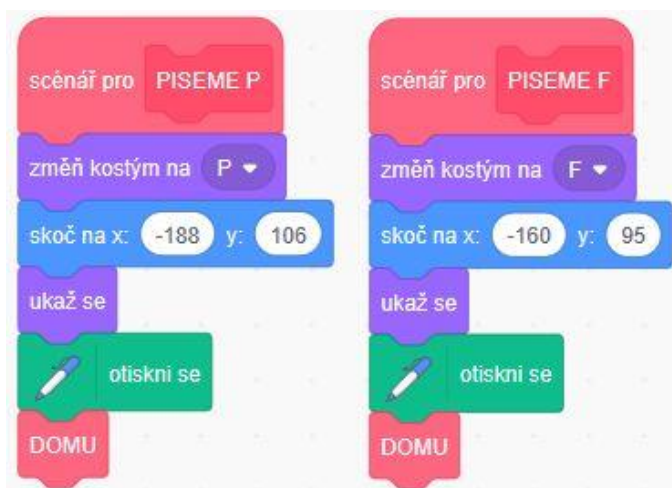 scénář pro PISEME P
změň kostým na P
skoč na x: -188 y: 106
ukaž se
otiskni se
DOMU
scénář pro PISEME F
změň kostým na F
skoč na x: -160 y: 95
ukaž se
otiskni se
DOMU